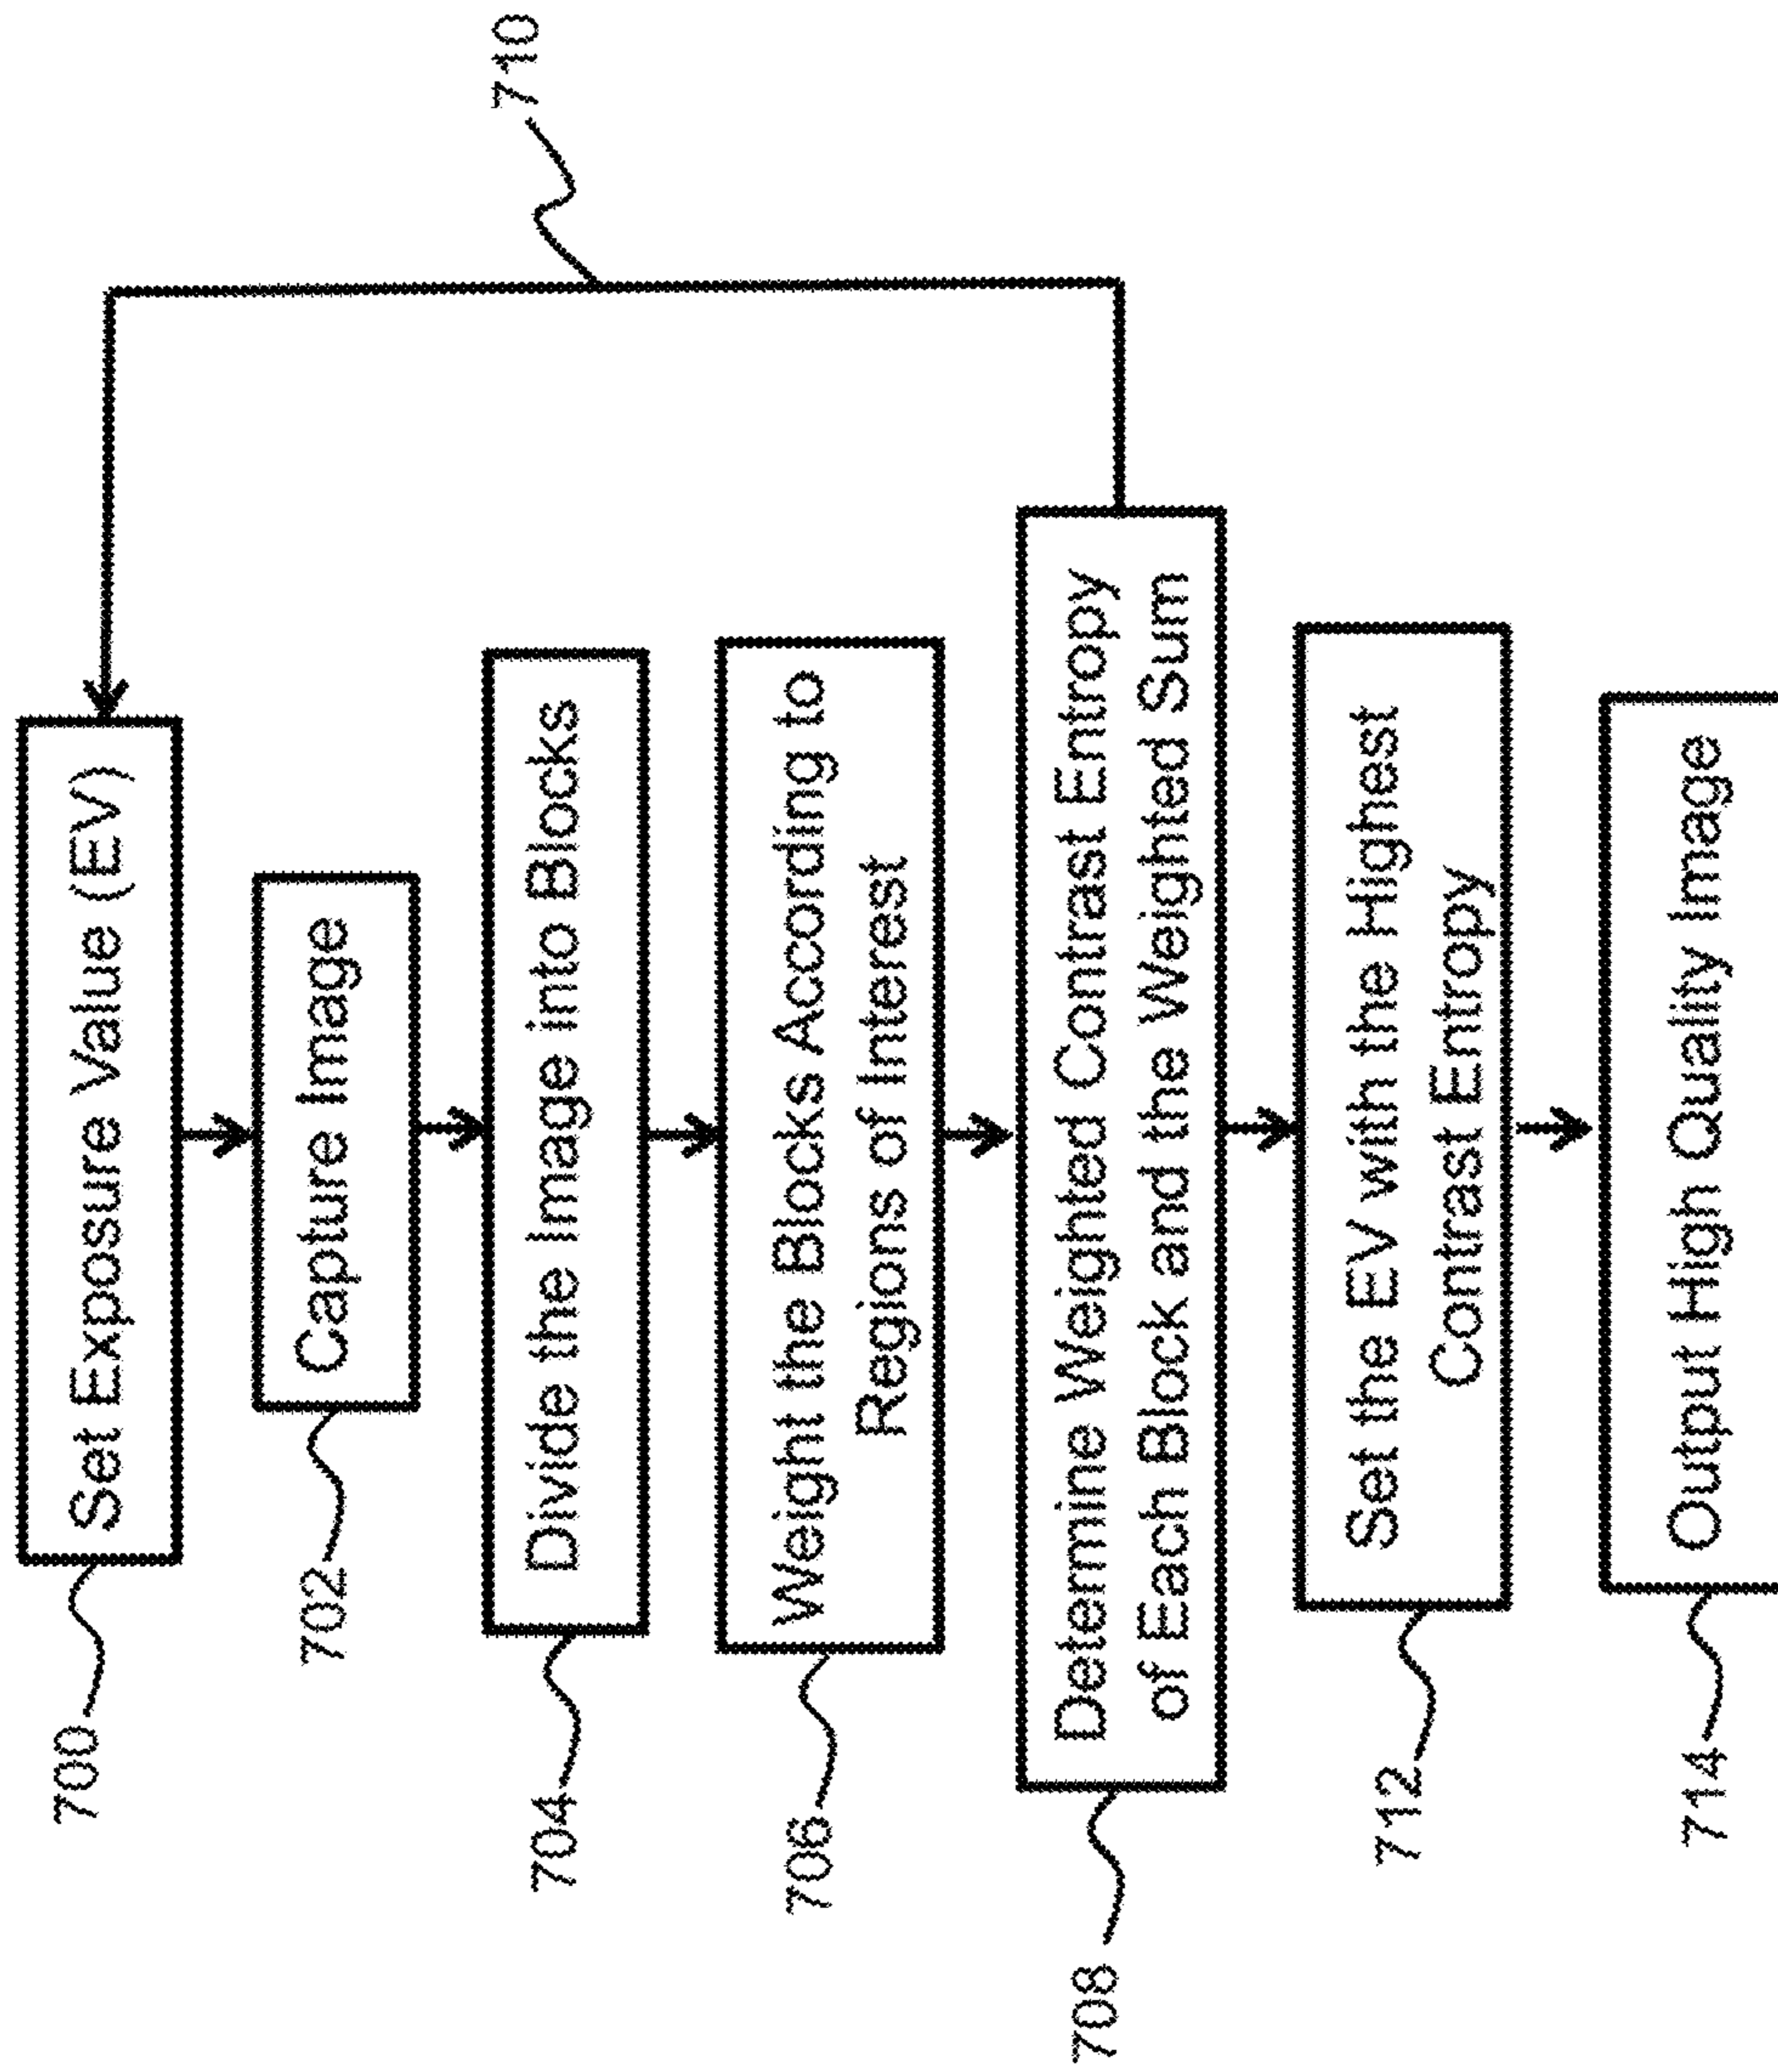 700
Set Exposure Value (EV)
702
Capture Image
710
704
Divide the Image into Blocks
706
Weight the Blocks According to
Regions of Interest
708
Determine Weighted Contrast Entropy
of Each Block and the Weighted Sum
712
Set the EV with the Highest
Contrast Entropy
714
Output High Quality Image